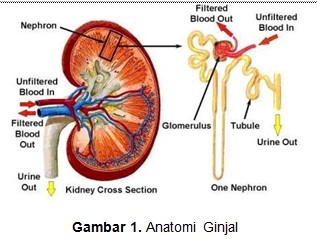 Nephron
Unfiltered
Blood In
Filtered
Blood
Out
Urine
Out
Kidney Cross Section
Filtered
Blood Out
Unfiltered
Blood In
Glomerulus
Tubule
Urine Out
One Nephron
Gambar 1. Anatomi Ginjal